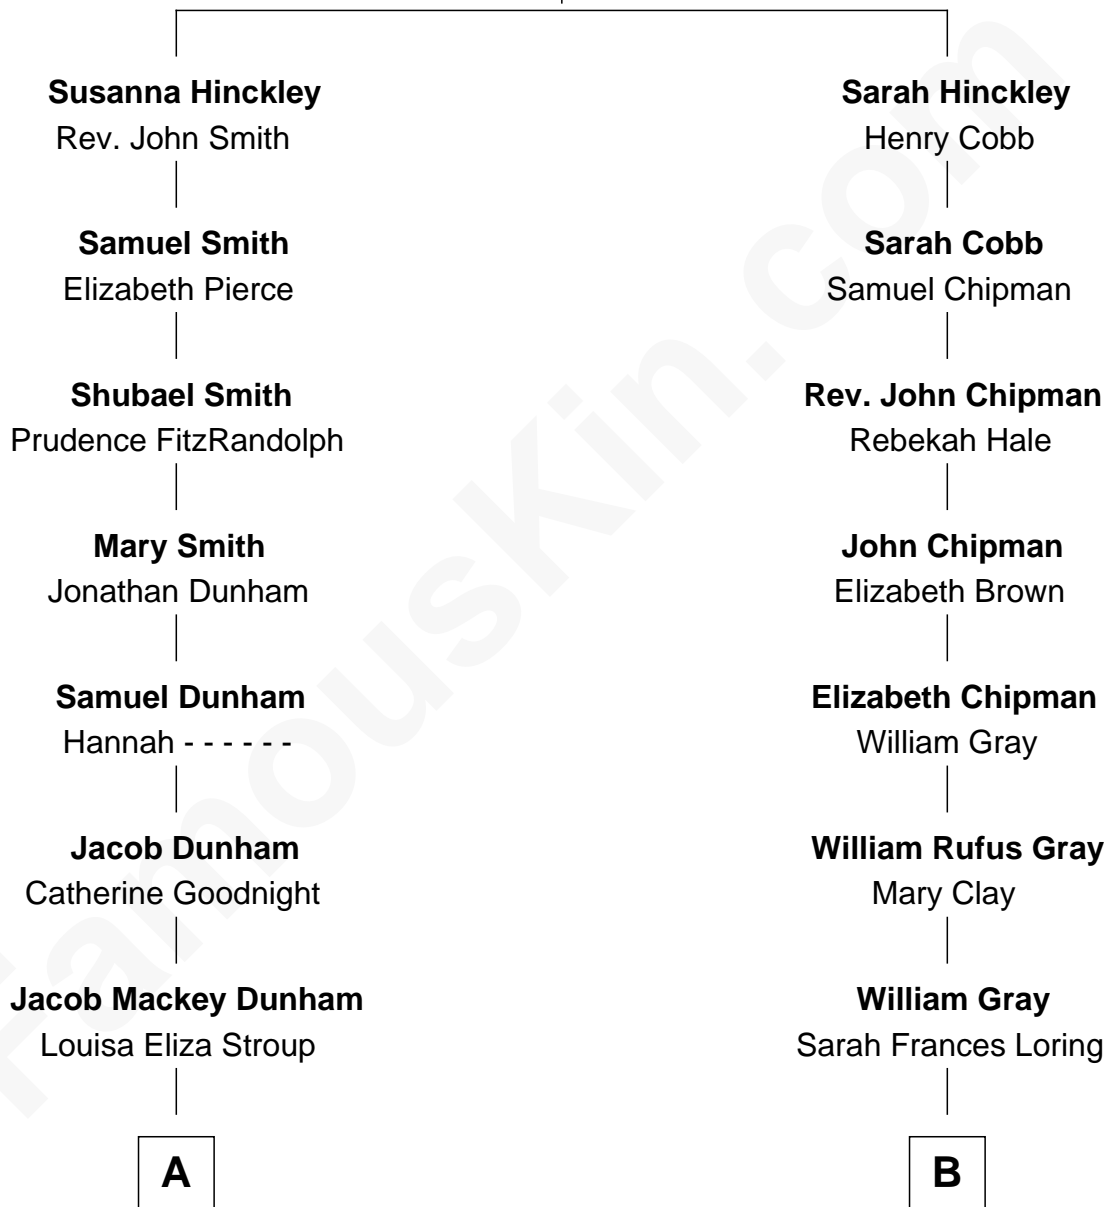 Susanna Hinckley
Rev. John Smith
Samuel Smith
Elizabeth Pierce
Shubael Smith
Prudence FitzRandolph
Mary Smith
Jonathan Dunham
Samuel Dunham
Hannah - - - - - -
Jacob Dunham
Catherine Goodnight
Jacob Mackey Dunham
Louisa Eliza Stroup
A
Sarah Hinckley
Henry Cobb
Sarah Cobb
Samuel Chipman
Rev. John Chipman
Rebekah Hale
John Chipman
Elizabeth Brown
Elizabeth Chipman
William Gray
William Rufus Gray
Mary Clay
William Gray
Sarah Frances Loring
B
FamousKin.com